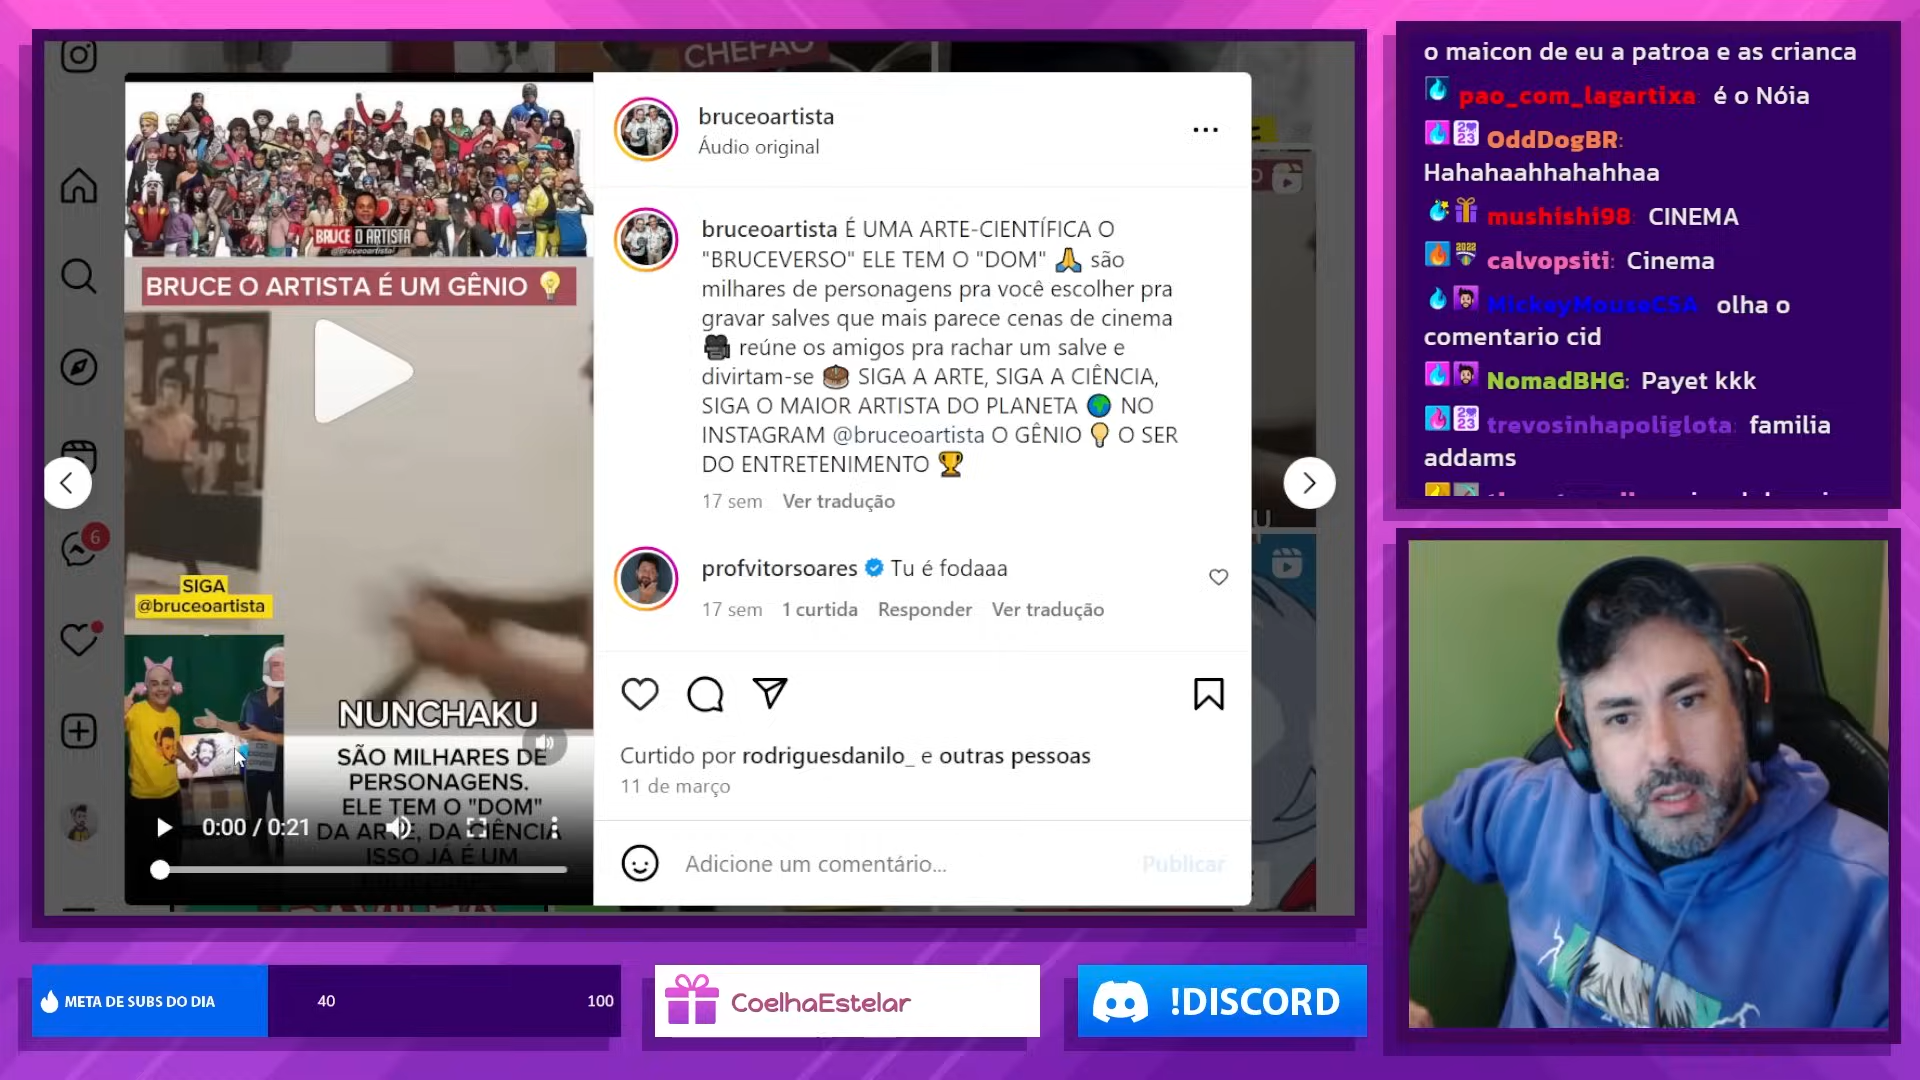 CHEFÃO
BRUCE O ARTISTA
@bruceoartista
BRUCE O ARTISTA É UM GÊNIO
SIGA
@bruceoartista
NUNCHAKU
SÃO MILHARES DE
PERSONAGENS.
ELE TEM O "DOM"
DA ARTE, DA CIÊNCIA
ISSO JÁ É UM
0:00 / 0:21
6
bruceoartista
Áudio original
bruceoartista É UMA ARTE-CIENTÍFICA O
"BRUCEVERSO" ELE TEM O "DOM" 🙏 são
milhares de personagens pra você escolher pra
gravar salves que mais parece cenas de cinema
🎥 reúne os amigos pra rachar um salve e
divirtam-se 🎂 SIGA A ARTE, SIGA A CIÊNCIA,
SIGA O MAIOR ARTISTA DO PLANETA 🌍 NO
INSTAGRAM @bruceoartista O GÊNIO 💡 O SER
DO ENTRETENIMENTO 🏆
17 sem Ver tradução
profvitorsoares Tu é fodaaa
17 sem 1 curtida Responder Ver tradução
Curtido por rodriguesdanilo_ e outras pessoas
11 de março
Adicione um comentário...
Publicar
o maicon de eu a patroa e as crianca
pao_com_lagartixa: é o Nóia
OddDogBR:
Hahahaahhahahhaa
mushishi98: CINEMA
calvopsiti: Cinema
MickeyMouseCSA: olha o
comentario cid
NomadBHG: Payet kkk
trevosinhapoliglota: familia
addams
META DE SUBS DO DIA
40
100
CoelhaEstelar
!DISCORD